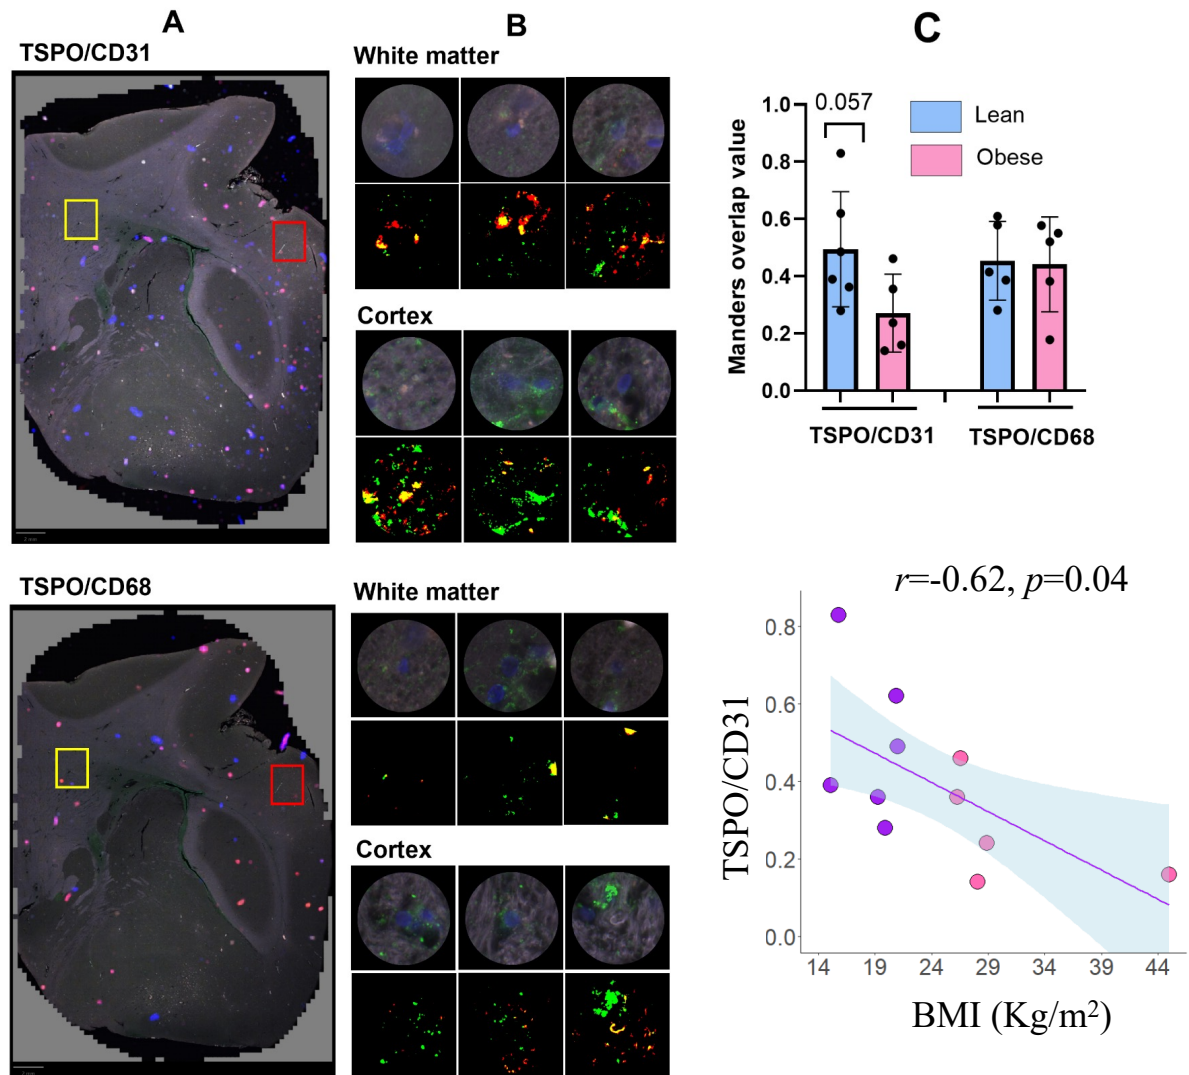 A
TSPO/CD31
2 mm
TSPO/CD68
B
White matter
Cortex
White matter
Cortex
C
0.057
Lean
Obese
Manders overlap value
1.0
0.8
0.6
0.4
0.2
0.0
TSPO/CD31
TSPO/CD68
r=-0.62, p=0.04
TSPO/CD31
0.8
0.6
0.4
0.2
0.0
14 19 24 29 34 39 44
BMI (Kg/m²)